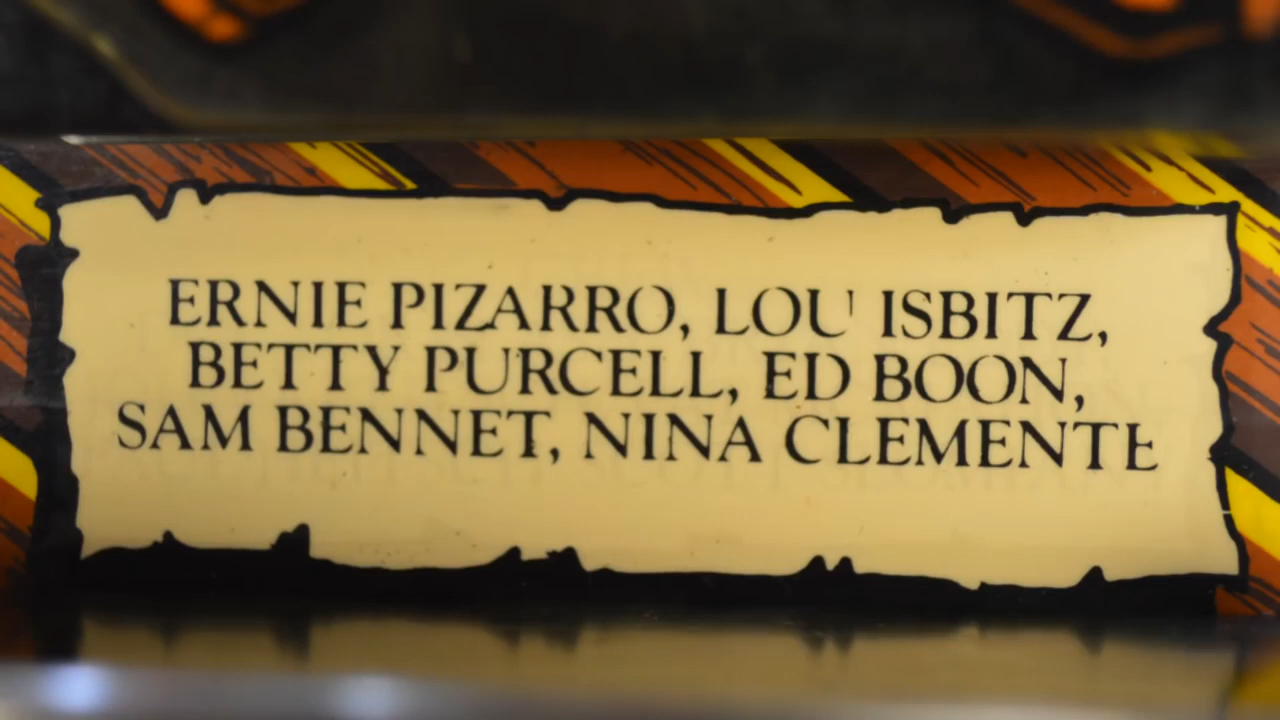 ERNIE PIZARRO, LOU ISBITZ,
BETTY PURCELL, ED BOON,
SAM BENNET, NINA CLEMENTE